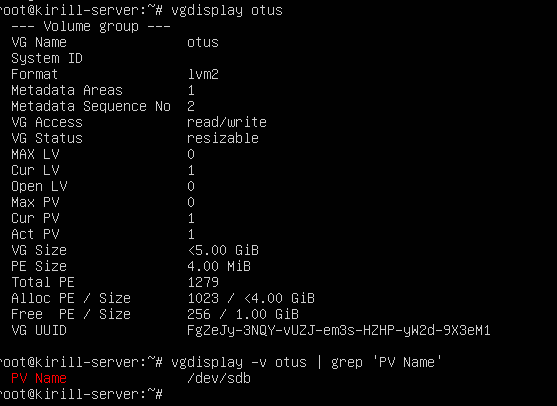 root@kirill-server:~# vgdisplay otus
--- Volume group ---
VG Name otus
System ID
Format lvm2
Metadata Areas 1
Metadata Sequence No 2
VG Access read/write
VG Status resizable
MAX LV 0
Cur LV 1
Open LV 0
Max PV 0
Cur PV 1
Act PV 1
VG Size <5.00 GiB
PE Size 4.00 MiB
Total PE 1279
Alloc PE / Size 1023 / <4.00 GiB
Free PE / Size 256 / 1.00 GiB
VG UUID FgZeJy-3NQY-vUZJ-em3s-HZHP-yW2d-9X3eM1
root@kirill-server:~# vgdisplay -v otus | grep 'PV Name'
PV Name /dev/sdb
root@kirill-server:~#